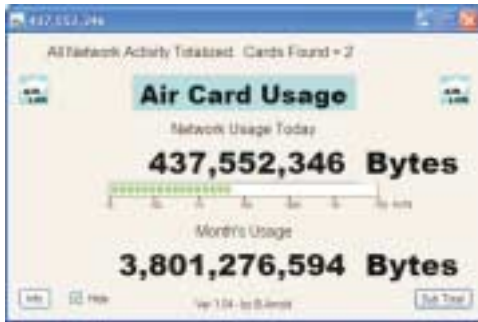 437,552,346
All Network Activity Totalized. Cards Found = 2
Air Card Usage
Network Usage Today
437,552,346 Bytes
Month's Usage
3,801,276,594 Bytes
Info
Hide
Sub Total